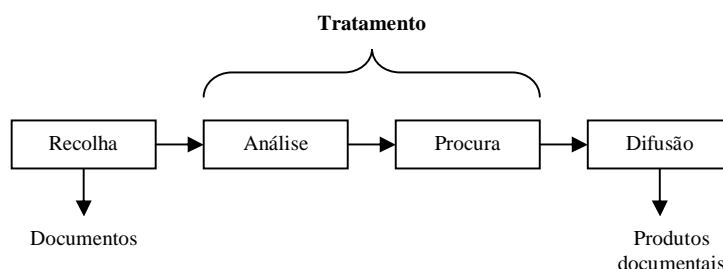 Tratamento
Recolha
Análise
Procura
Difusão
Documentos
Produtos
documentais